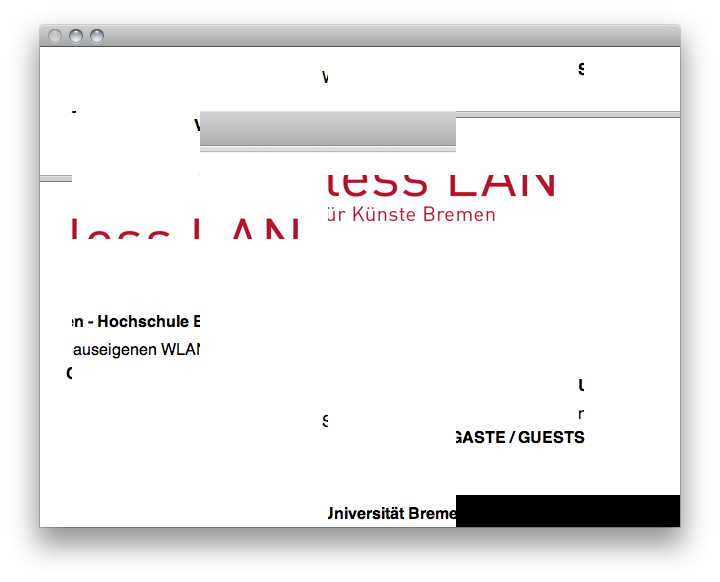 less LAN
ür Künste Bremen
less LAN
en - Hochschule
auseigenen WLAN
GASTE / GUESTS
Universität Breme